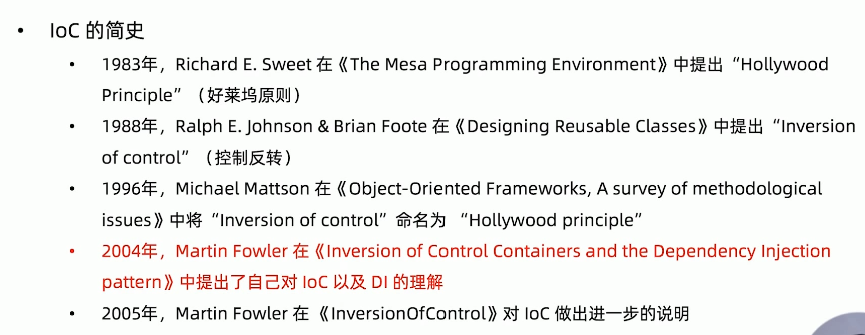 • IoC 的简史
• 1983年，Richard E. Sweet 在《The Mesa Programming Environment》中提出“Hollywood
Principle”（好莱坞原则）
• 1988年，Ralph E. Johnson & Brian Foote 在《Designing Reusable Classes》中提出“Inversion
of control”（控制反转）
• 1996年，Michael Mattson 在《Object-Oriented Frameworks, A survey of methodological
issues》中将“Inversion of control”命名为 “Hollywood principle”
• 2004年，Martin Fowler 在《Inversion of Control Containers and the Dependency Injection
pattern》中提出了自己对 IoC 以及 DI 的理解
• 2005年，Martin Fowler 在 《InversionOfControl》对 IoC 做出进一步的说明